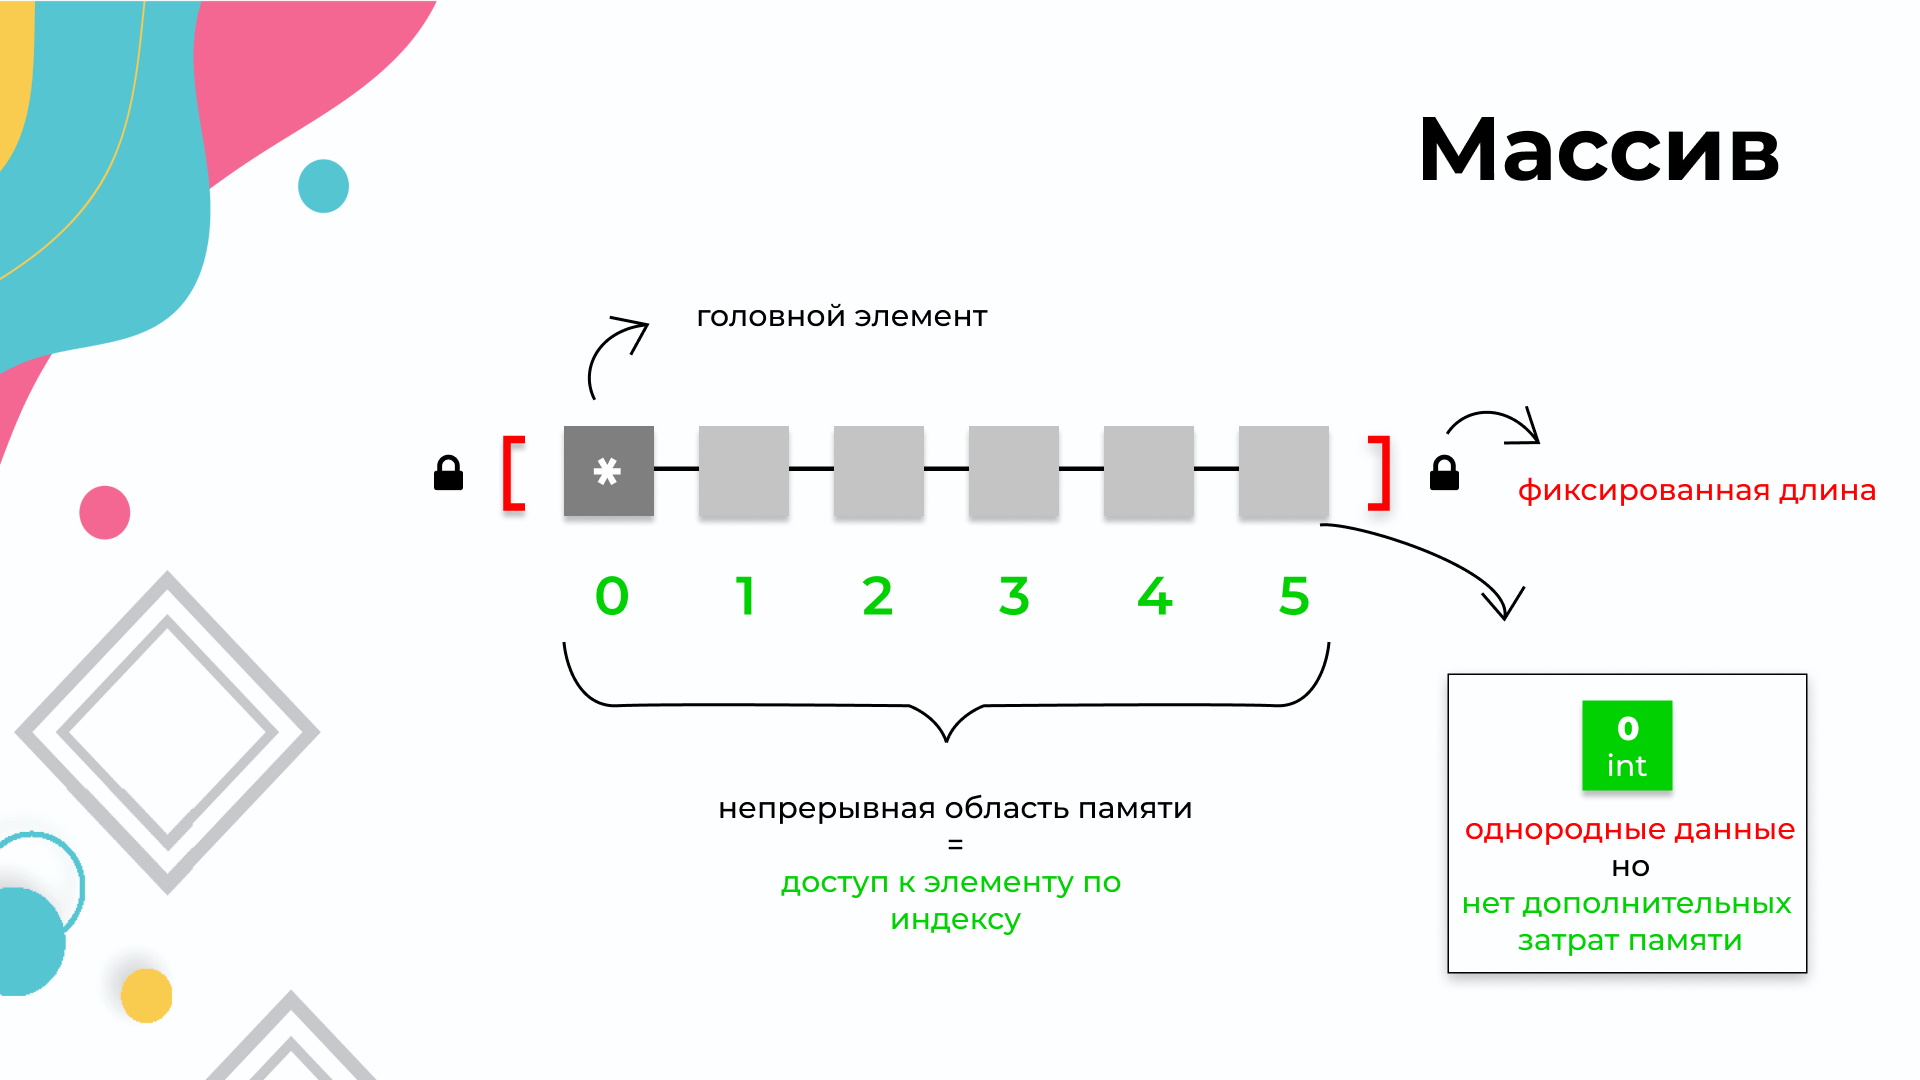 Массив
головной элемент
[ * ]
фиксированная длина
0 1 2 3 4 5
непрерывная область памяти
=
доступ к элементу по
индексу
0
int
однородные данные
но
нет дополнительных
затрат памяти